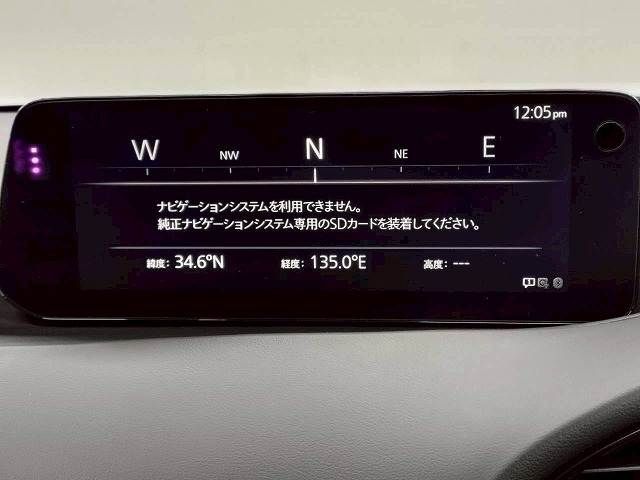 12:05pm
W NW N NE E
ナビゲーションシステムを利用できません。
純正ナビゲーションシステム専用のSDカードを装着してください。
緯度: 34.6°N 経度: 135.0°E 高度: ---